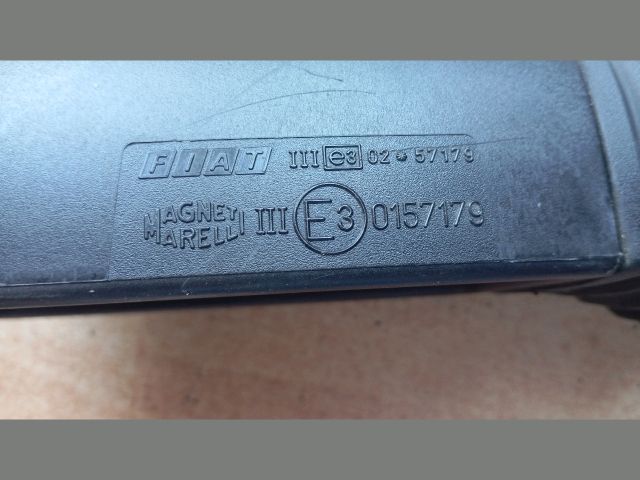 FIAT III e3 02*57179
MAGNETI MARELLI III E3 0157179